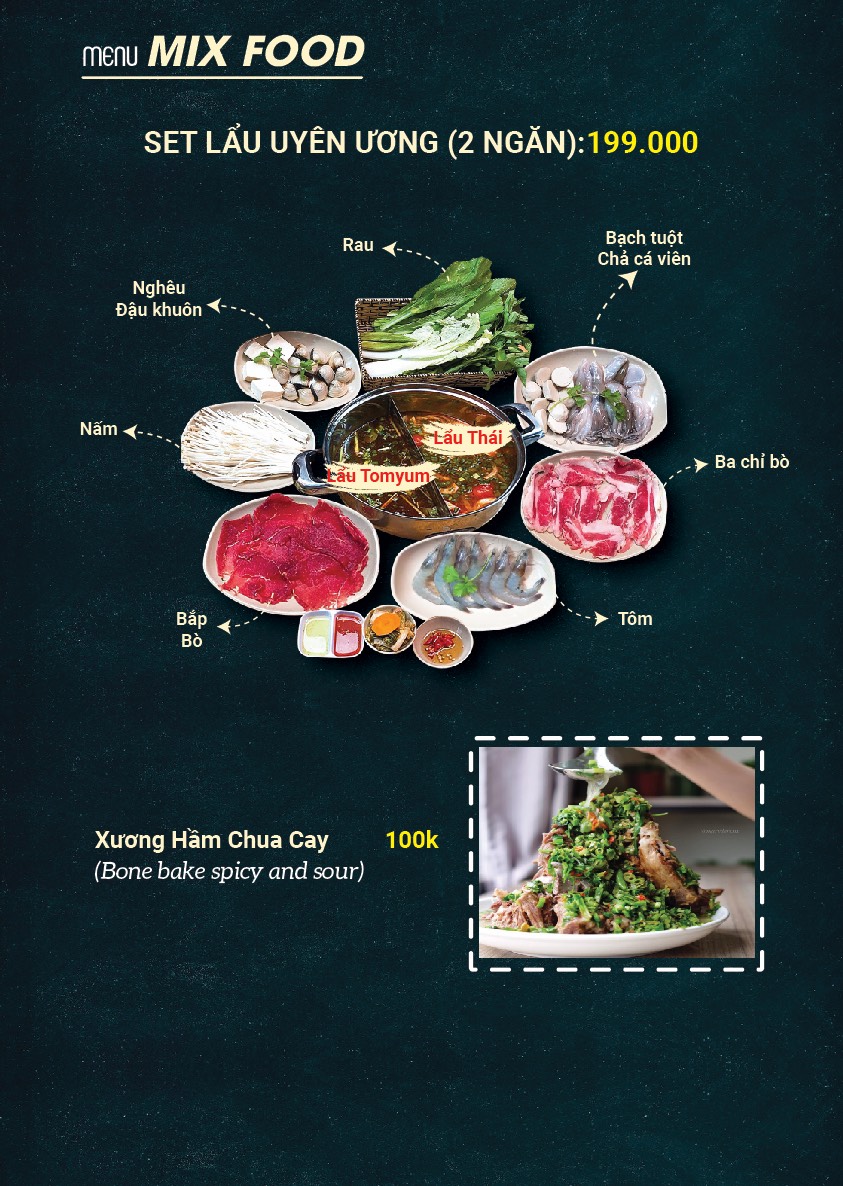 menu MIX FOOD
SET LẨU UYÊN ƯƠNG (2 NGĂN):199.000
Rau
Bạch tuột
Chả cá viên
Nghêu
Đậu khuôn
Nấm
Lẩu Thái
Lẩu Tomyum
Ba chỉ bò
Bắp
Bò
Tôm
Xương Hầm Chua Cay 100k
(Bone bake spicy and sour)